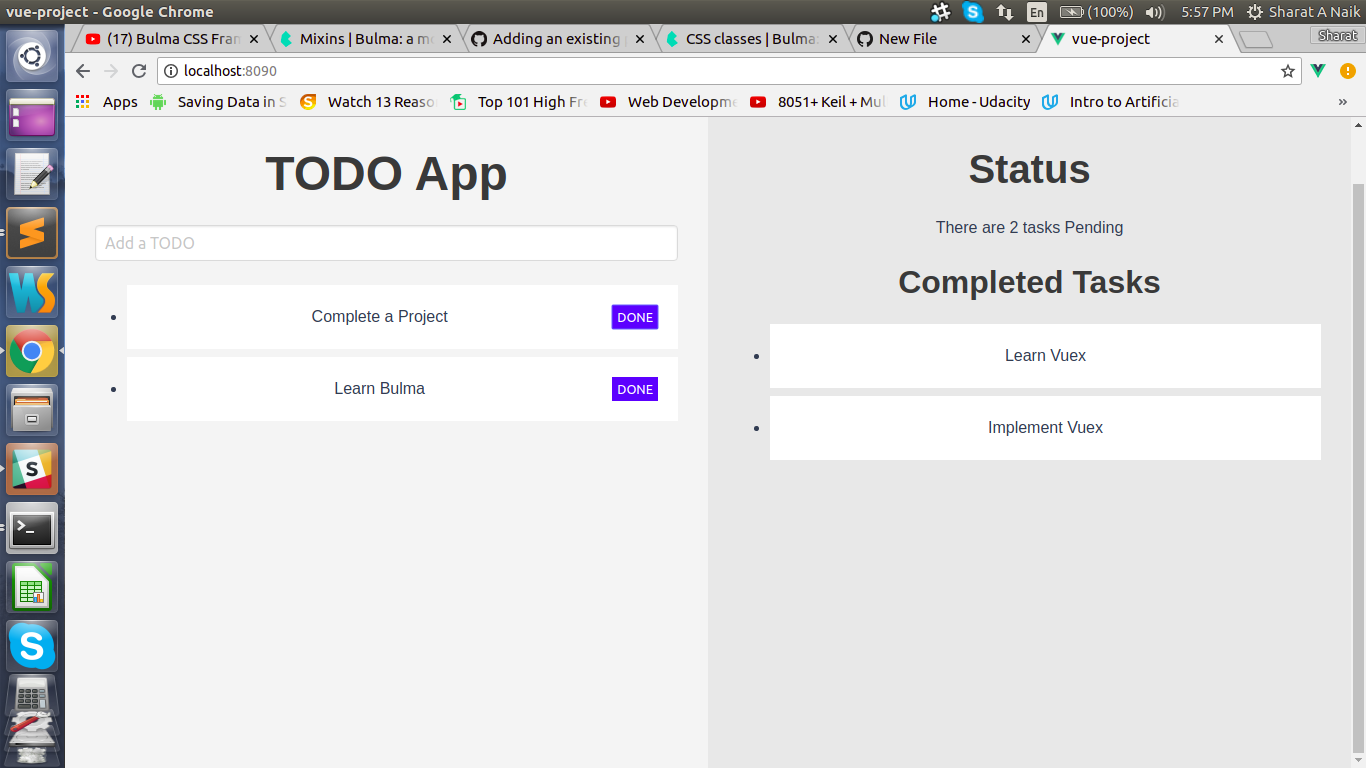 vue-project - Google Chrome
En
(100%)
5:57 PM
Sharat A Naik
(17) Bulma CSS Fran
Mixins | Bulma: a mo
Adding an existing p
CSS classes | Bulma:
New File
vue-project
Sharat
localhost:8090
Apps
Saving Data in S
Watch 13 Reaso
Top 101 High Fre
Web Developme
8051+ Keil + Mul
Home - Udacity
Intro to Artificia
»
TODO App
Add a TODO
Complete a Project
DONE
Learn Bulma
DONE
Status
There are 2 tasks Pending
Completed Tasks
Learn Vuex
Implement Vuex